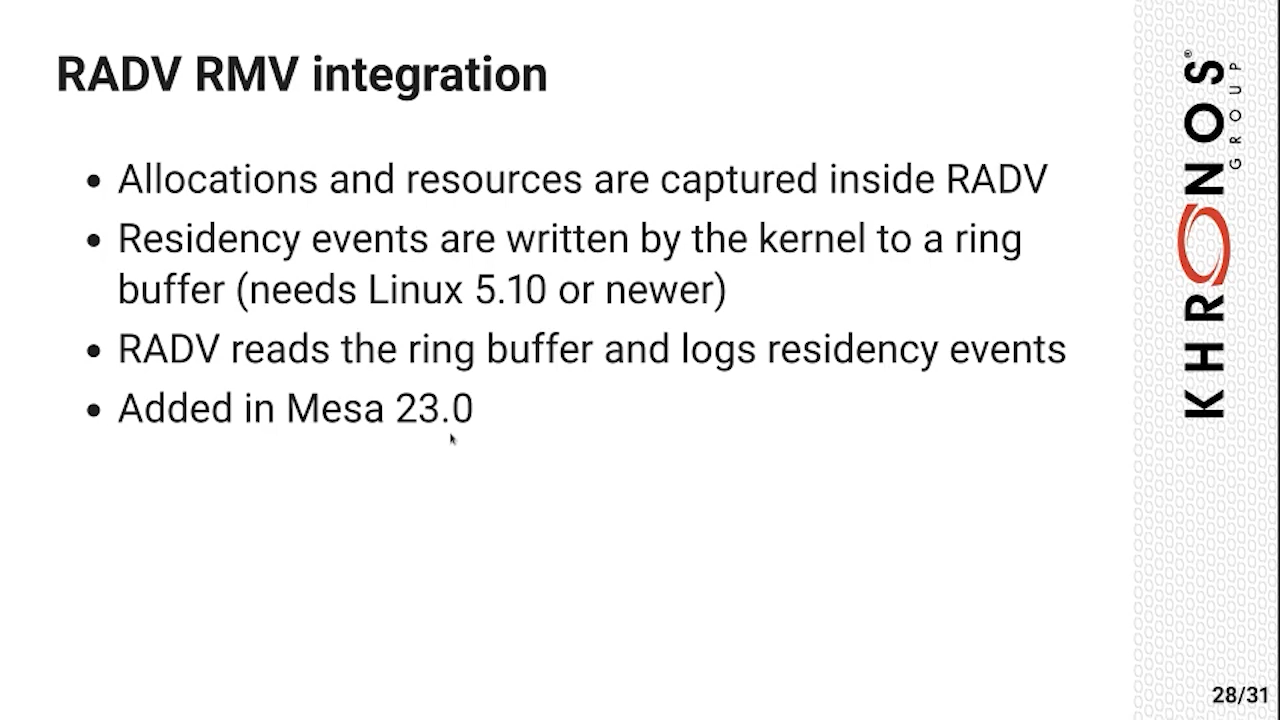 RADV RMV integration
• Allocations and resources are captured inside RADV
• Residency events are written by the kernel to a ring
buffer (needs Linux 5.10 or newer)
• RADV reads the ring buffer and logs residency events
• Added in Mesa 23.0
KHRONOS®
GROUP
28/31